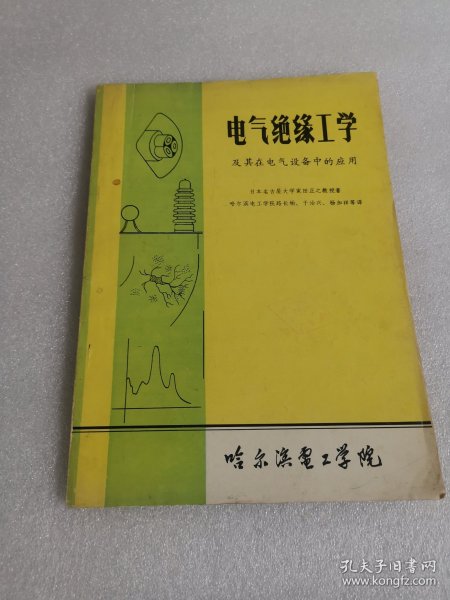 电气绝缘工学
及其在电气设备中的应用
日本名古屋大学家田正之教授著
哈尔滨电工学院路长柏、于治兴、杨加祥等译
哈尔滨電工学院
孔夫子旧书网
www.kongfz.com